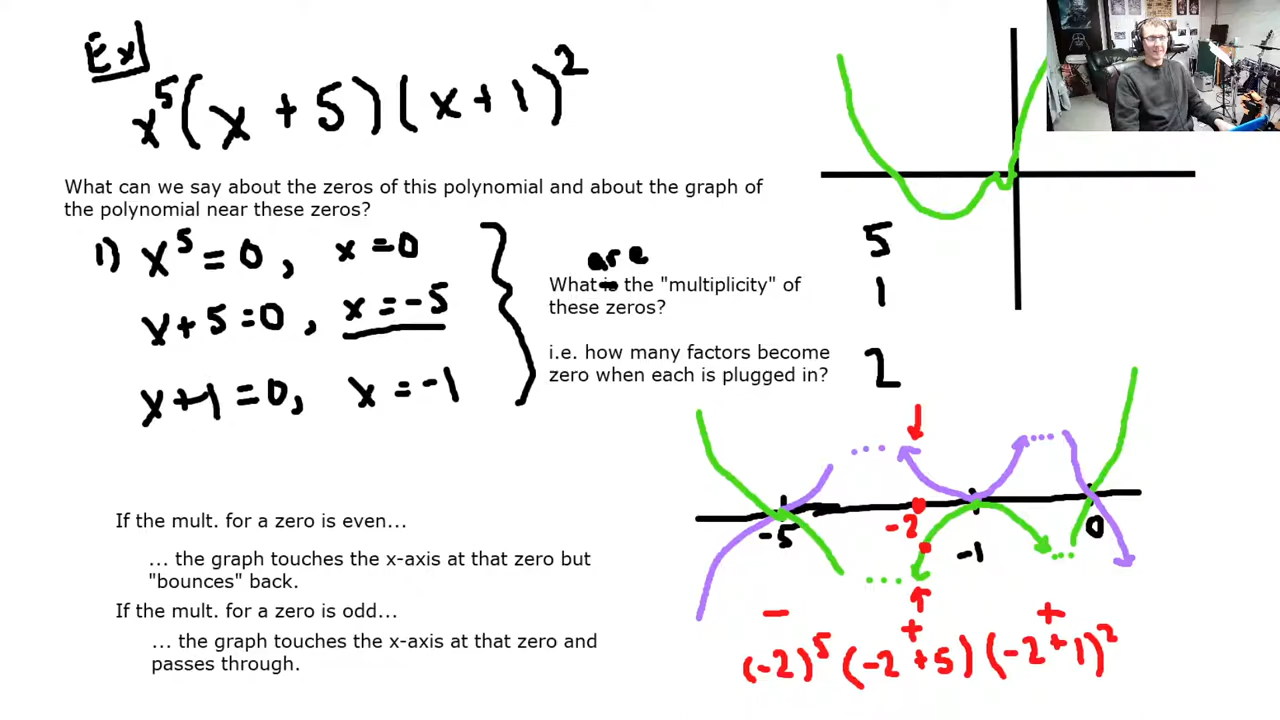 Ex
x^5(x+5)(x+1)^2
What can we say about the zeros of this polynomial and about the graph of
the polynomial near these zeros?
1) x^5=0, x=0
x+5=0, x=-5
x+1=0, x=-1
are
What is the "multiplicity" of
these zeros?
i.e. how many factors become
zero when each is plugged in?
5
1
2
-5
-2
-1
0
If the mult. for a zero is even...
... the graph touches the x-axis at that zero but
"bounces" back.
If the mult. for a zero is odd...
... the graph touches the x-axis at that zero and
passes through.
- + +
(-2)^5(-2+5)(-2+1)^2